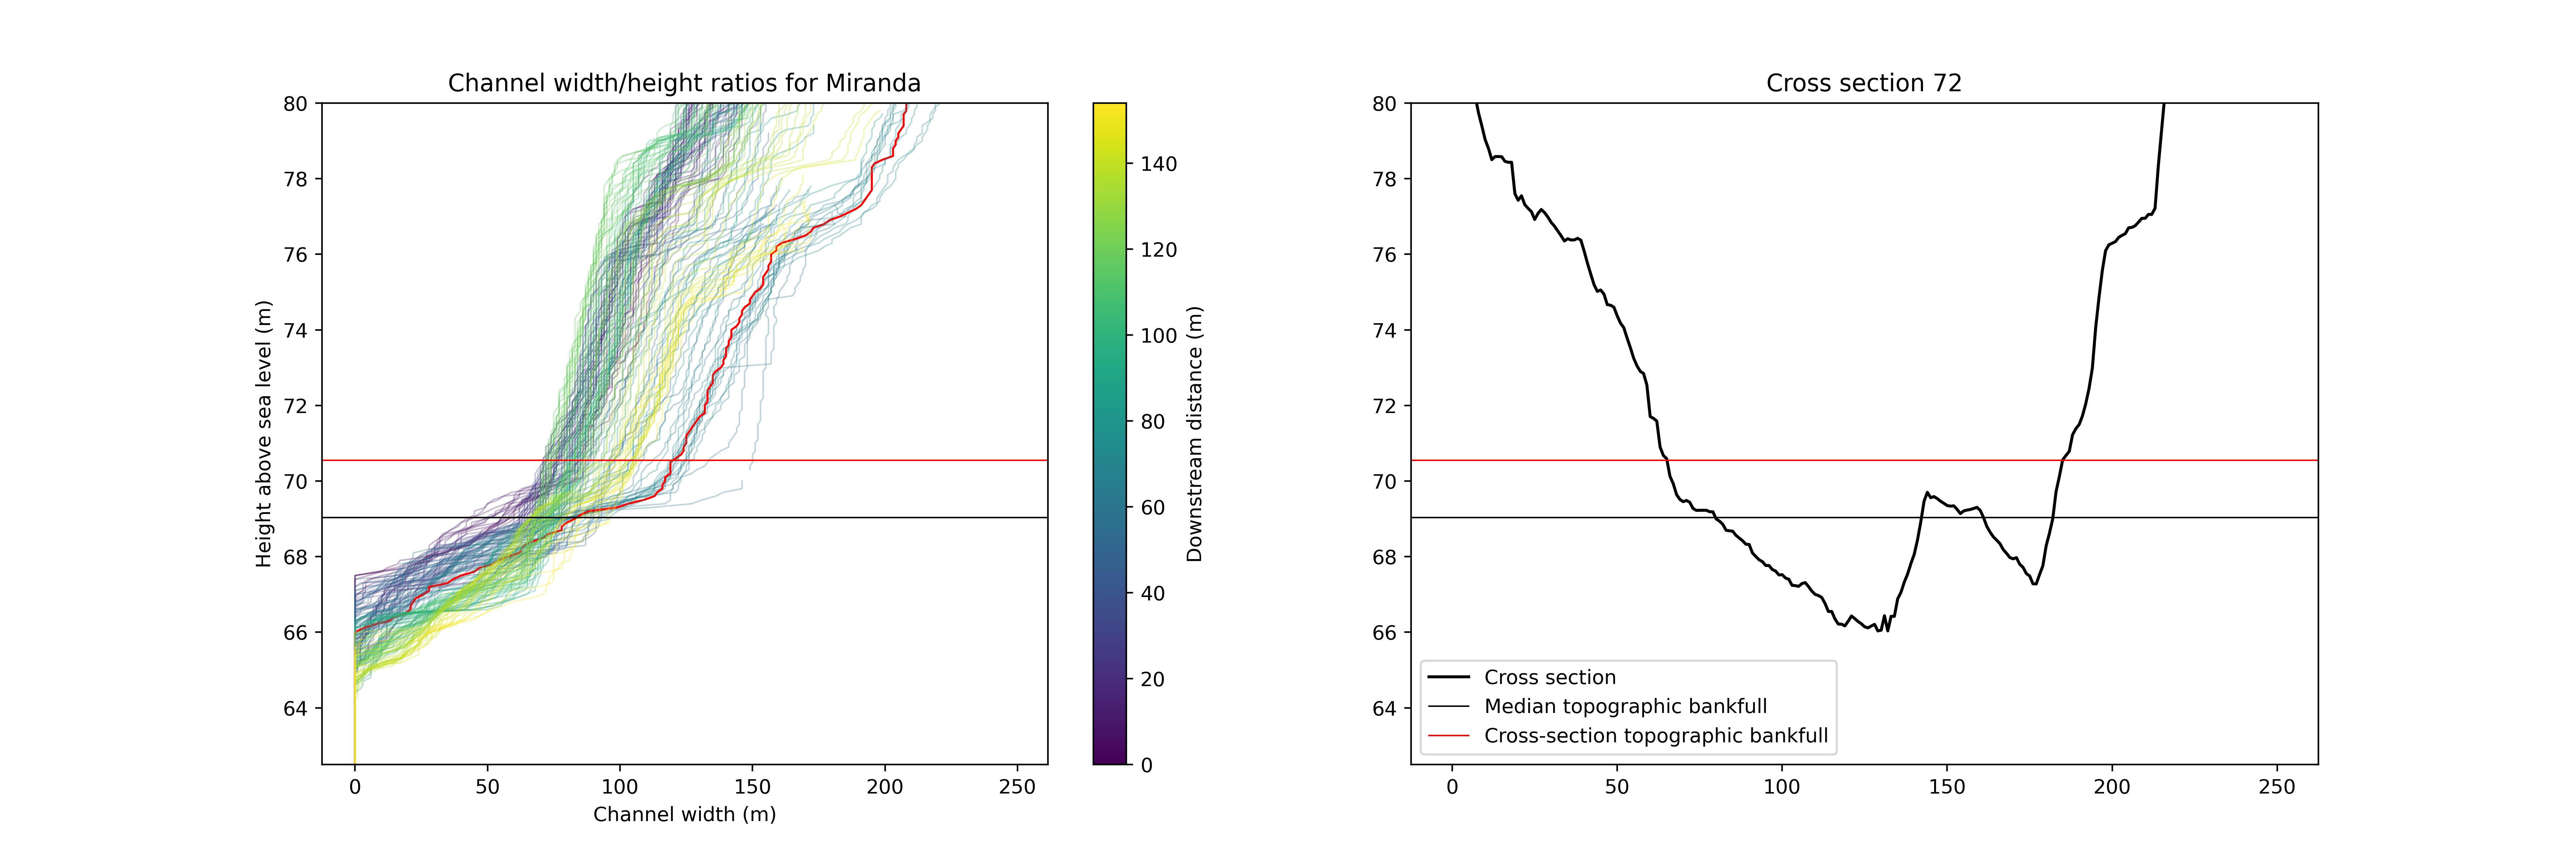 Channel width/height ratios for Miranda
80
78
76
74
72
70
68
66
64
Height above sea level (m)
0 50 100 150 200 250
Channel width (m)
140
120
100
80
60
40
20
0
Downstream distance (m)
Cross section 72
80
78
76
74
72
70
68
66
64
0 50 100 150 200 250
Cross section
Median topographic bankfull
Cross-section topographic bankfull